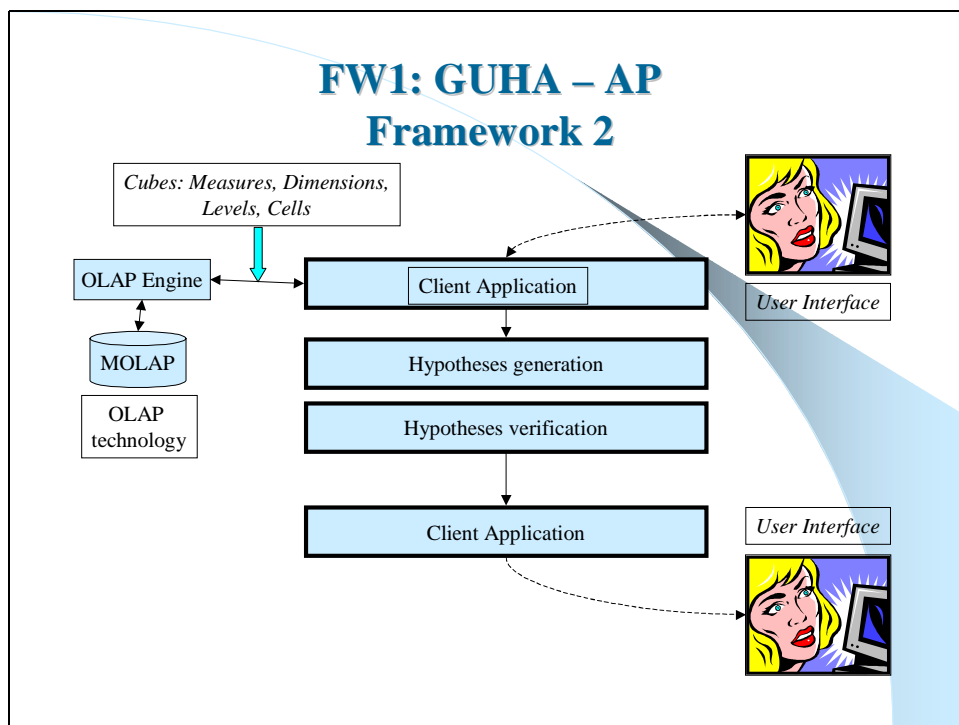 FW1: GUHA – AP
Framework 2
Cubes: Measures, Dimensions,
Levels, Cells
OLAP Engine
Client Application
User Interface
MOLAP
Hypotheses generation
OLAP
technology
Hypotheses verification
Client Application
User Interface